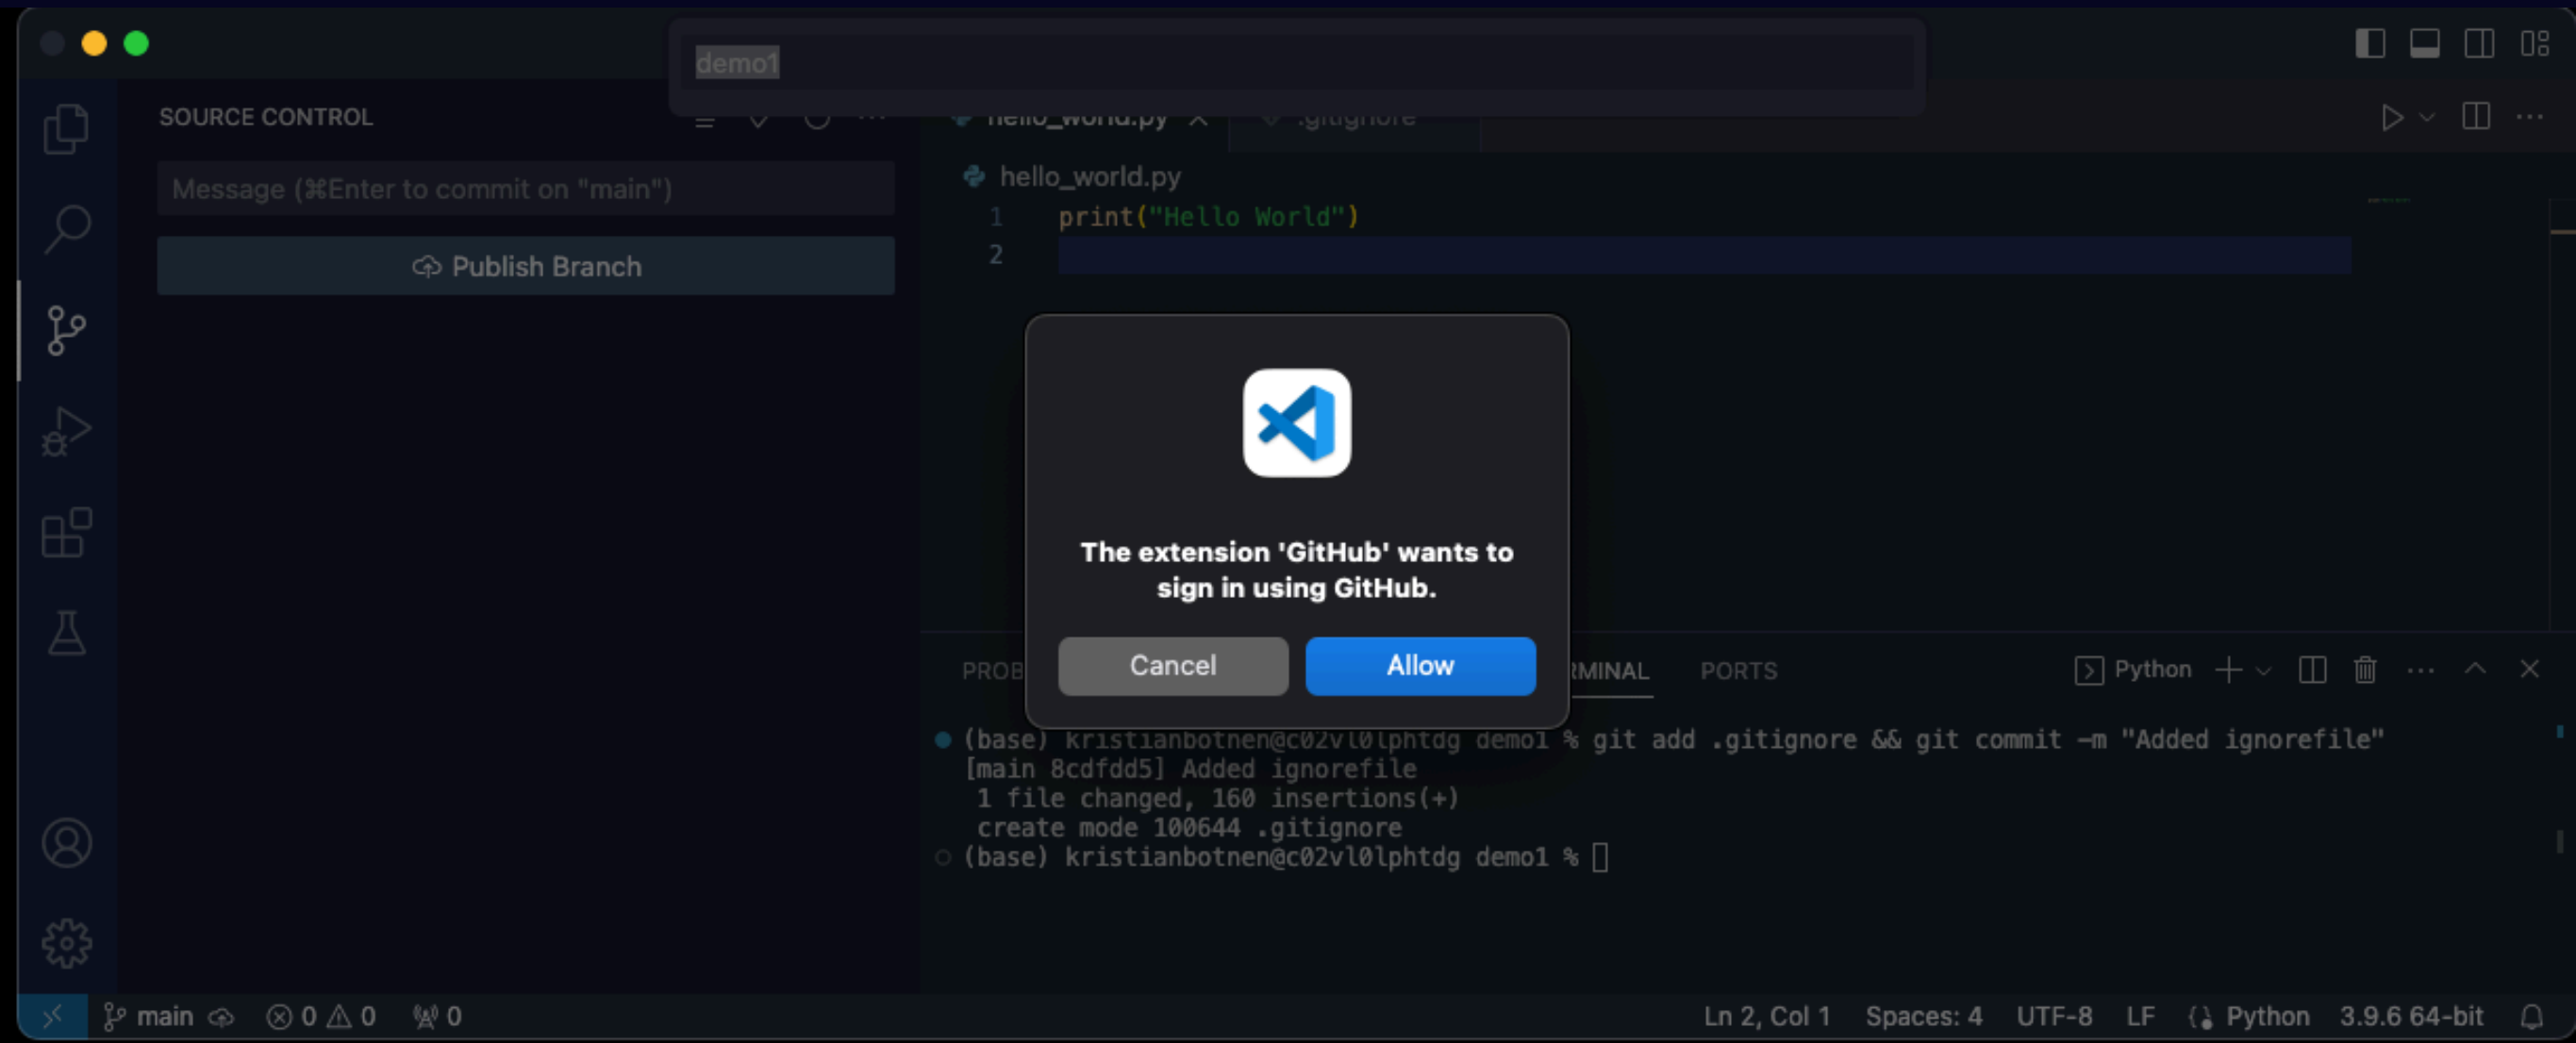 demo1
SOURCE CONTROL
hello_world.py
.gitignore
Message (⌘Enter to commit on "main")
Publish Branch
hello_world.py
1 print("Hello World")
2
The extension 'GitHub' wants to
sign in using GitHub.
Cancel
Allow
PROB
RMINAL
PORTS
Python
(base) kristianbotnen@c02vl0lphtdg demo1 % git add .gitignore && git commit -m "Added ignorefile"
[main 8cdfdd5] Added ignorefile
1 file changed, 160 insertions(+)
create mode 100644 .gitignore
(base) kristianbotnen@c02vl0lphtdg demo1 %
main 0 0 0 Ln 2, Col 1 Spaces: 4 UTF-8 LF Python 3.9.6 64-bit